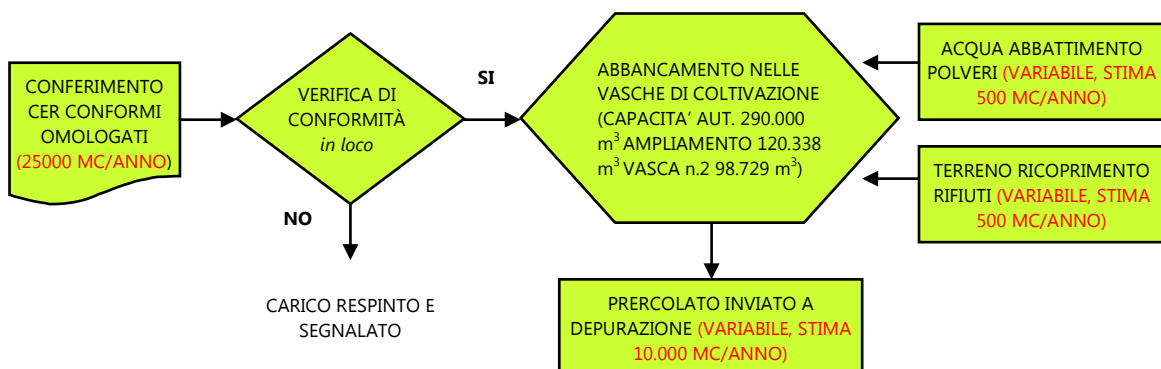 CONFERIMENTO
CER CONFORMI
OMOLOGATI
(25000 MC/ANNO)
VERIFICA DI
CONFORMITÀ
in loco
SI
NO
CARICO RESPINTO E
SEGNALATO
ABBANCAMENTO NELLE
VASCHE DI COLTIVAZIONE
(CAPACITA' AUT. 290.000
m³ AMPLIAMENTO 120.338
m³ VASCA n.2 98.729 m³)
ACQUA ABBATTIMENTO
POLVERI (VARIABILE, STIMA
500 MC/ANNO)
TERRENO RICOPRIMENTO
RIFIUTI (VARIABILE, STIMA
500 MC/ANNO)
PRERCOLATO INVIATO A
DEPURAZIONE (VARIABILE, STIMA
10.000 MC/ANNO)